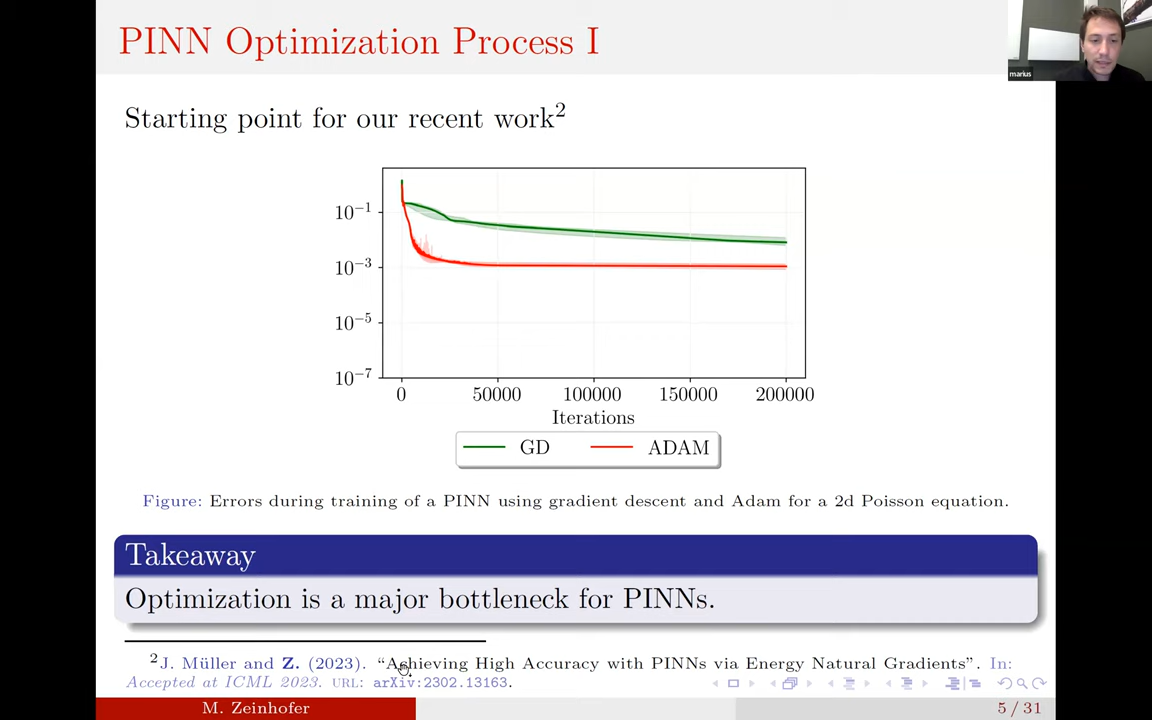 PINN Optimization Process I
marius
Starting point for our recent work²
10⁻¹
10⁻³
10⁻⁵
10⁻⁷
0 50000 100000 150000 200000
Iterations
GD ADAM
Figure: Errors during training of a PINN using gradient descent and Adam for a 2d Poisson equation.
Takeaway
Optimization is a major bottleneck for PINNs.
²J. Müller and Z. (2023). “Achieving High Accuracy with PINNs via Energy Natural Gradients”. In:
Accepted at ICML 2023. URL: arXiv:2302.13163.
M. Zeinhofer 5 / 31